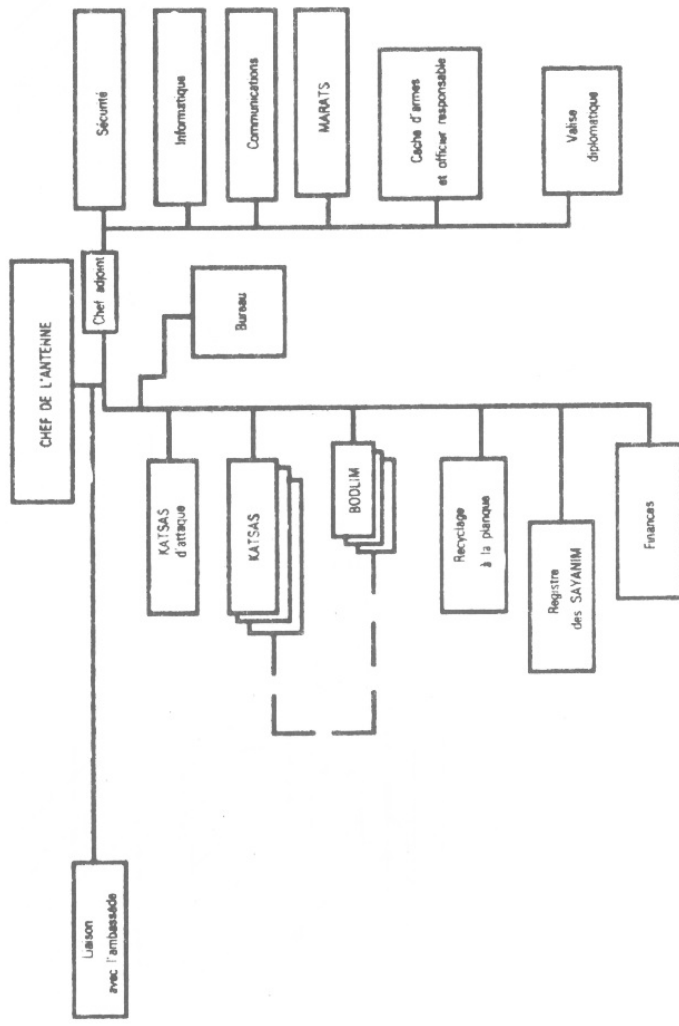 CHEF DE L'ANTENNE
Chef adjoint
Liaison
avec l'ambassade
Bureau
KATSAS
d'attaque
KATSAS
BODLIM
Recyclage
à la planque
Registre
des SAYANIM
Finances
Sécurité
Informatique
Communications
MARATS
Cache d'armes
et officier responsable
Valise
diplomatique